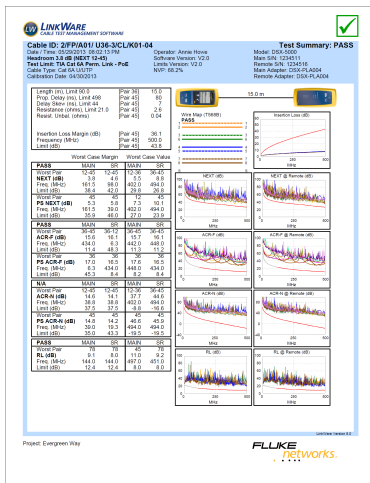 LW LINKWARE
CABLE TEST MANAGEMENT SOFTWARE
Cable ID: 2/FP/A01/ U36-3/CL/K01-04 Test Summary: PASS
Date / Time: 05/29/2013 08:02:13 PM Operator: Annie Howe Model: DSX-5000
Headroom 3.8 dB (NEXT 12-45) Software Version: V2.0 Main S/N: 1234511
Test Limit: TIA Cat 6A Perm. Link - PoE Limits Version: V2.0 Remote S/N: 1234516
Cable Type: Cat 6A U/UTP NVP: 68.2% Main Adapter: DSX-PLA004
Calibration Date: 04/30/2013 Remote Adapter: DSX-PLA004
Length (m), Limit 90.0 [Pair 36] 15.0
Prop. Delay (ns), Limit 498 [Pair 45] 80
Delay Skew (ns), Limit 44 [Pair 45] 7
Resistance (ohms), Limit 21.0 [Pair 45] 2.6
Resist. Unbal. (ohms) [Pair 45] 0.04
Insertion Loss Margin (dB) [Pair 45] 36.1
Frequency (MHz) [Pair 45] 500.0
Limit (dB) [Pair 45] 43.8
15.0 m
Wire Map (T568B)
PASS
Insertion Loss (dB)
Worst Case Margin Worst Case Value
PASS MAIN SR MAIN SR
Worst Pair 12-45 12-45 12-36 36-45
NEXT (dB) 3.8 4.6 5.5 8.8
Freq. (MHz) 161.5 98.0 402.0 494.0
Limit (dB) 38.4 42.0 29.9 26.8
Worst Pair 45 45 12 45
PS NEXT (dB) 5.3 5.8 7.3 10.1
Freq. (MHz) 161.5 39.0 402.0 494.0
Limit (dB) 35.9 46.0 27.0 23.9
PASS MAIN SR MAIN SR
Worst Pair 36-45 36-12 36-45 36-45
ACR-F (dB) 15.6 16.1 15.7 16.1
Freq. (MHz) 434.0 6.3 442.0 448.0
Limit (dB) 11.4 48.3 11.3 11.2
Worst Pair 36 36 36 36
PS ACR-F (dB) 17.0 16.5 17.6 16.5
Freq. (MHz) 6.3 434.0 448.0 434.0
Limit (dB) 45.3 8.4 8.2 8.4
N/A MAIN SR MAIN SR
Worst Pair 12-45 12-45 12-36 36-45
ACR-N (dB) 14.6 14.1 37.7 44.6
Freq. (MHz) 38.8 38.8 402.0 494.0
Limit (dB) 37.5 37.5 -8.6 -16.6
Worst Pair 45 45 45 45
PS ACR-N (dB) 14.8 14.2 46.6 45.9
Freq. (MHz) 39.0 19.3 494.0 494.0
Limit (dB) 35.0 43.3 -19.5 -19.5
PASS MAIN SR MAIN SR
Worst Pair 78 78 45 78
RL (dB) 9.1 8.0 11.0 9.2
Freq. (MHz) 144.0 144.0 497.0 451.0
Limit (dB) 12.4 12.4 8.0 8.0
NEXT (dB) NEXT @ Remote (dB)
ACR-F (dB) ACR-F @ Remote (dB)
ACR-N (dB) ACR-N @ Remote (dB)
RL (dB) RL @ Remote (dB)
0 250 500
MHz
Project: Evergreen Way
FLUKE
networks.